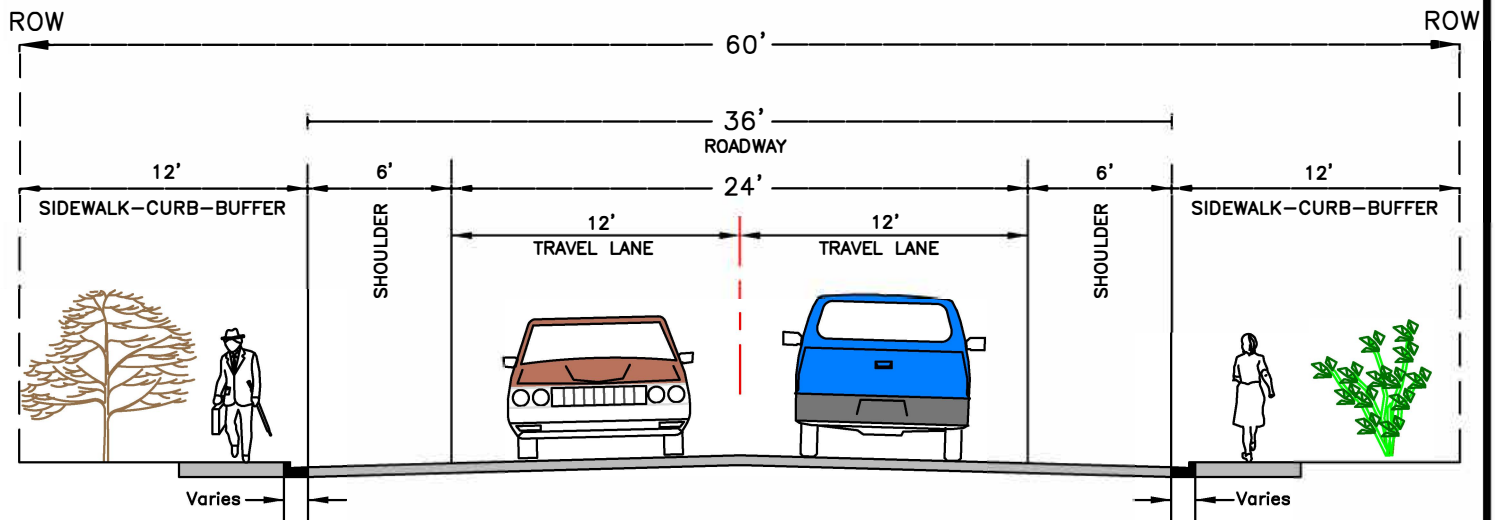 ROW ROW
60'
36'
ROADWAY
12' 6' 24' 6' 12'
SIDEWALK-CURB-BUFFER SHOULDER 12' 12' SHOULDER SIDEWALK-CURB-BUFFER
TRAVEL LANE TRAVEL LANE
Varies Varies